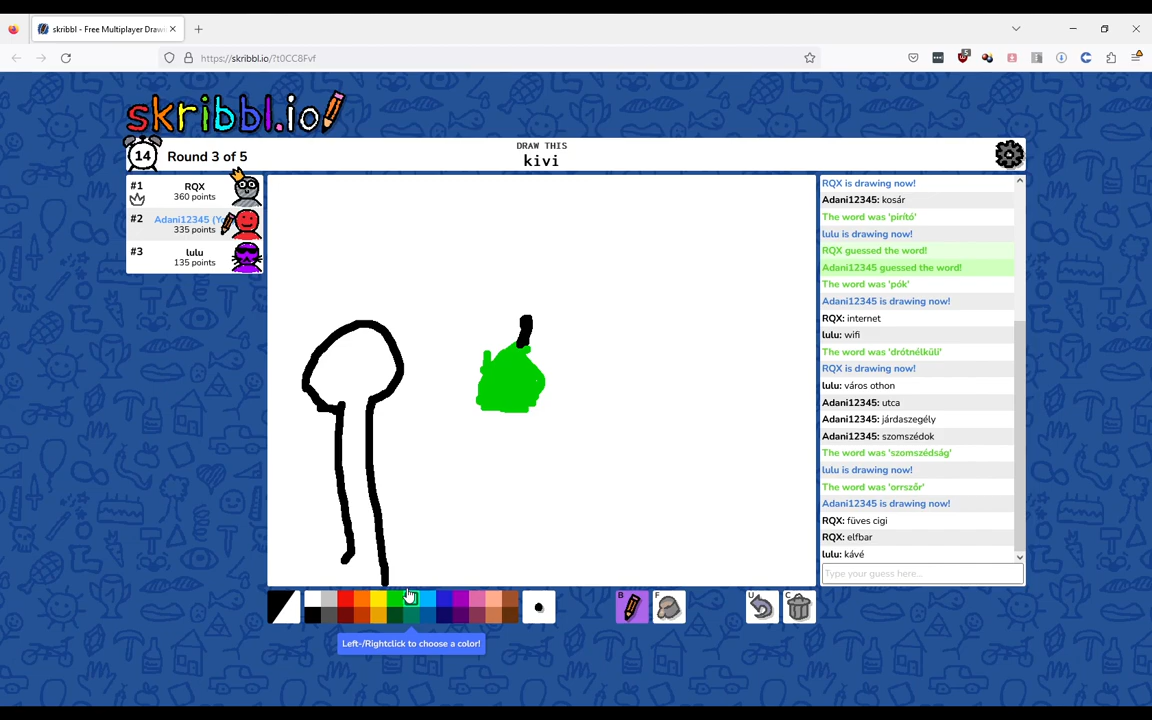 skribbl - Free Multiplayer Drawi
https://skribbl.io/?t0CC8Fvf
5
skribbl.io
14
Round 3 of 5
DRAW THIS
kivi
#1
RQX
360 points
#2
Adani12345 (Yo
335 points
#3
lulu
135 points
RQX is drawing now!
Adani12345: kosár
The word was 'pirító'
lulu is drawing now!
RQX guessed the word!
Adani12345 guessed the word!
The word was 'pók'
Adani12345 is drawing now!
RQX: internet
lulu: wifi
The word was 'drótnélküli'
RQX is drawing now!
lulu: város othon
Adani12345: utca
Adani12345: járdaszegély
Adani12345: szomszédok
The word was 'szomszédság'
lulu is drawing now!
The word was 'orrszőr'
Adani12345 is drawing now!
RQX: füves cigi
RQX: elfbar
lulu: kávé
Type your guess here...
B
F
U
C
Left-/Rightclick to choose a color!